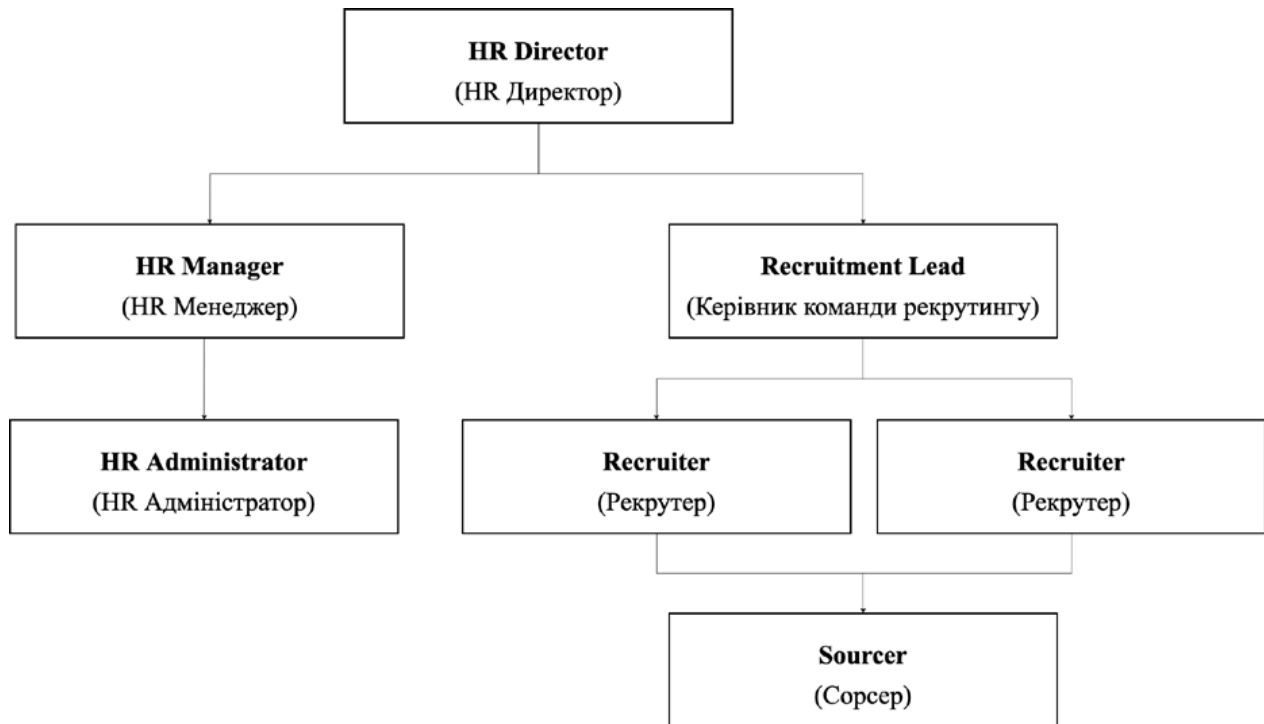 HR Director
(HR Директор)
HR Manager
(HR Менеджер)
Recruitment Lead
(Керівник команди рекрутингу)
HR Administrator
(HR Адміністратор)
Recruiter
(Рекрутер)
Recruiter
(Рекрутер)
Sourcer
(Сорсер)